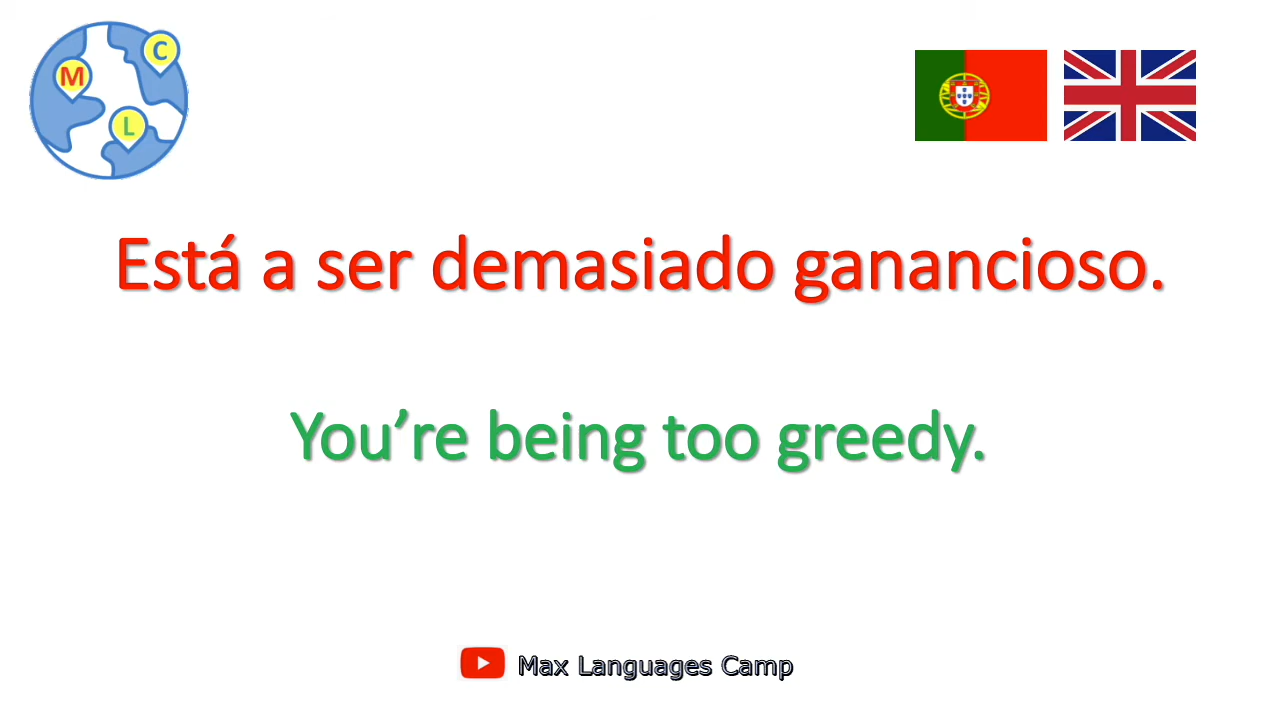 C
M
L
Está a ser demasiado ganancioso.
You’re being too greedy.
Max Languages Camp